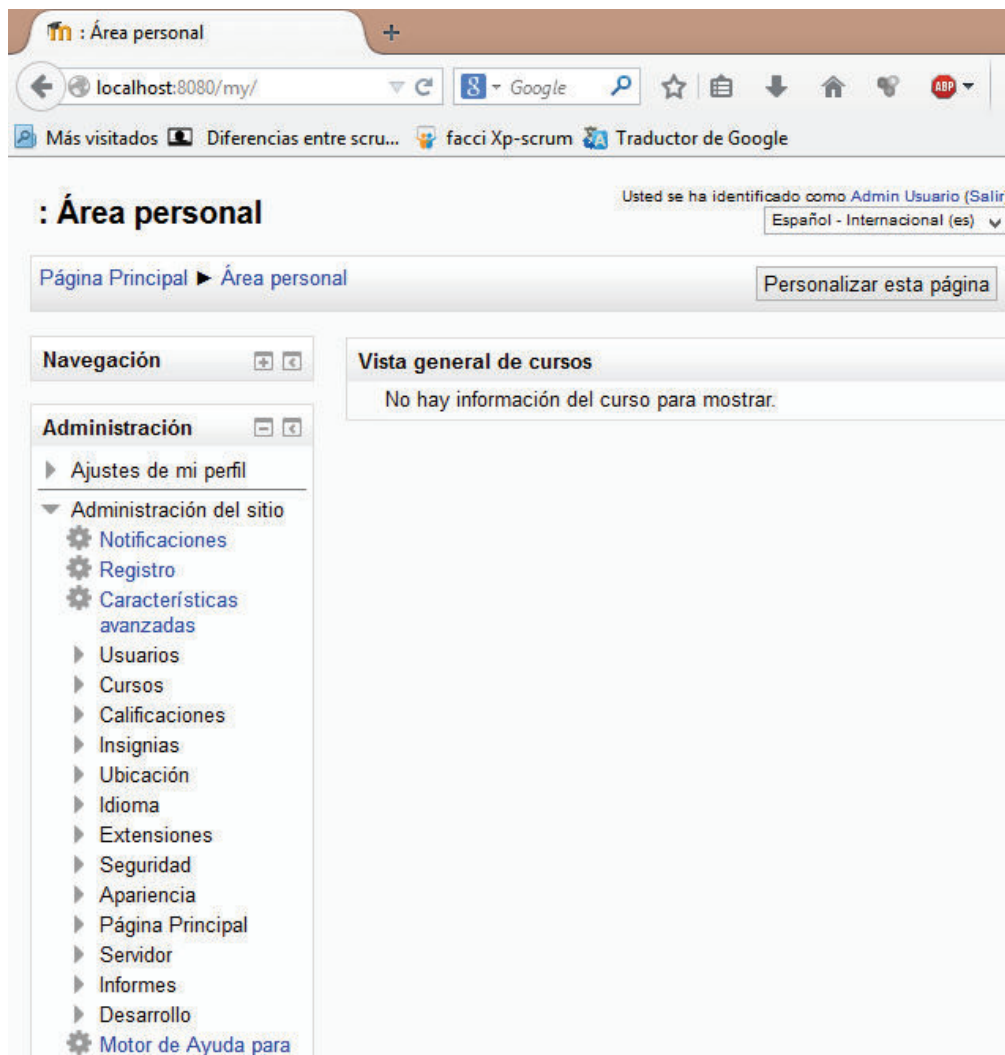 : Área personal
localhost:8080/my/
Google
ABP
Más visitados Diferencias entre scru... facci Xp-scrum Traductor de Google
: Área personal
Usted se ha identificado como Admin Usuario (Salir
Español - Internacional (es)
Página Principal ► Área personal
Personalizar esta página
Navegación
Vista general de cursos
No hay información del curso para mostrar.
Administración
Ajustes de mi perfil
Administración del sitio
Notificaciones
Registro
Características
avanzadas
Usuarios
Cursos
Calificaciones
Insignias
Ubicación
Idioma
Extensiones
Seguridad
Apariencia
Página Principal
Servidor
Informes
Desarrollo
Motor de Ayuda para